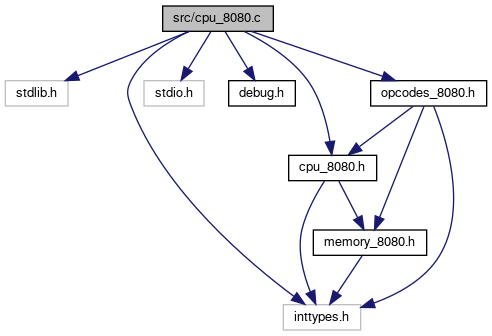 src/cpu_8080.c
stdlib.h
stdio.h
debug.h
opcodes_8080.h
cpu_8080.h
memory_8080.h
inttypes.h